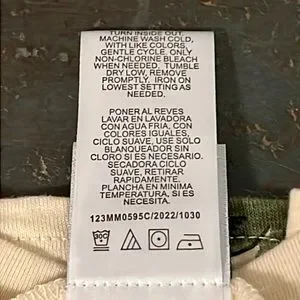 TURN INSIDE OUT
MACHINE WASH COLD,
WITH LIKE COLORS,
GENTLE CYCLE. ONLY
NON-CHLORINE BLEACH
WHEN NEEDED. TUMBLE
DRY LOW, REMOVE
PROMPTLY. IRON ON
LOWEST SETTING AS
NEEDED.
PONER AL REVES
LAVAR EN LAVADORA
CON AGUA FRIA, CON
COLORES IGUALES,
CICLO SUAVE, USE SOLO
BLANQUEADOR SIN
CLORO SI ES NECESARIO.
SECADORA CICLO
SUAVE, RETIRAR
RAPIDAMENTE.
PLANCHA EN MINIMA
TEMPERATURA, SI ES
NECESITA.
123MM0595C/2022/1030
30C